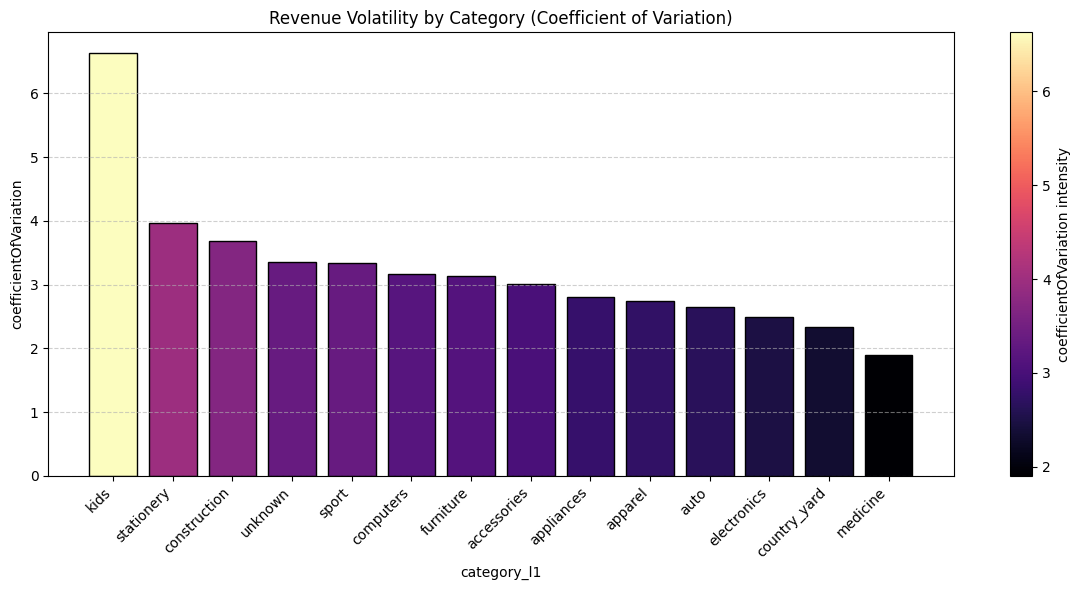 Revenue Volatility by Category (Coefficient of Variation)
coefficientOfVariation
6
5
4
3
2
1
0
kids
stationery
construction
unknown
sport
computers
furniture
accessories
appliances
apparel
auto
electronics
country_yard
medicine
category_l1
6
5
4
3
2
coefficientOfVariation intensity